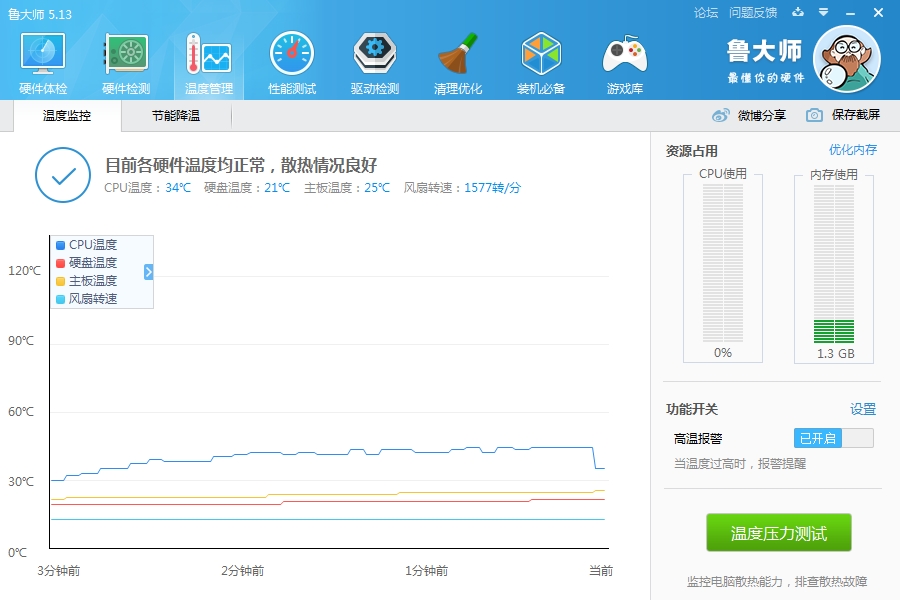 鲁大师 5.13
论坛 问题反馈
硬件体检 硬件检测 温度管理 性能测试 驱动检测 清理优化 装机必备 游戏库
鲁大师
最懂你的硬件
温度监控 节能降温 微博分享 保存截屏
目前各硬件温度均正常，散热情况良好
CPU温度：34℃ 硬盘温度：21℃ 主板温度：25℃ 风扇转速：1577转/分
CPU温度
硬盘温度
主板温度
风扇转速
120℃
90℃
60℃
30℃
0℃
3分钟前 2分钟前 1分钟前 当前
资源占用 优化内存
CPU使用 内存使用
0% 1.3 GB
功能开关 设置
高温报警 已开启
当温度过高时，报警提醒
温度压力测试
监控电脑散热能力，排查散热故障